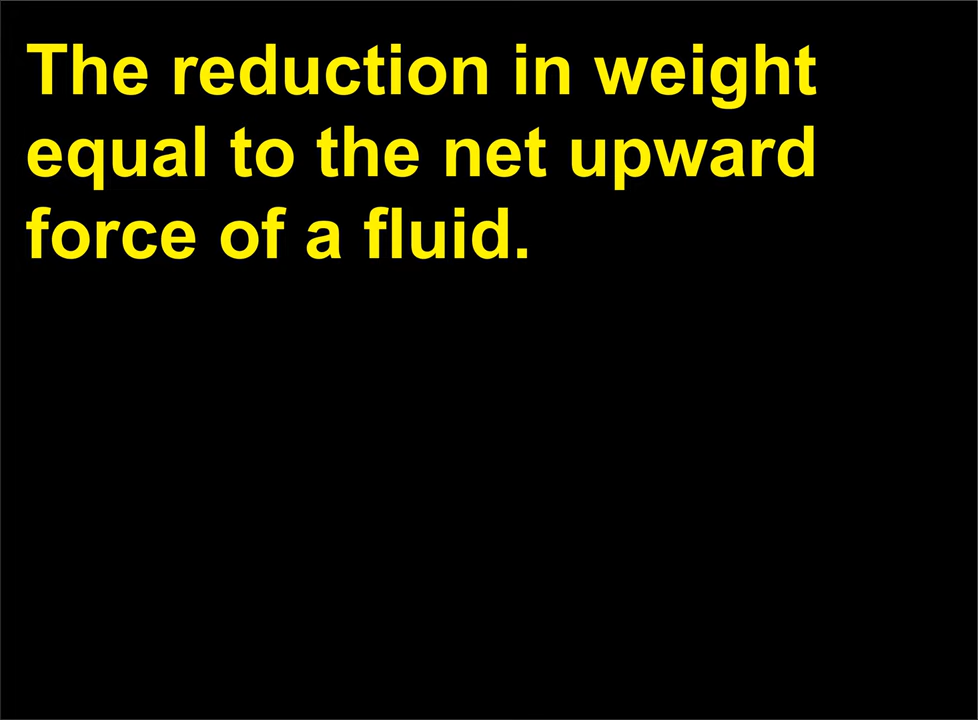 The reduction in weight
equal to the net upward
force of a fluid.